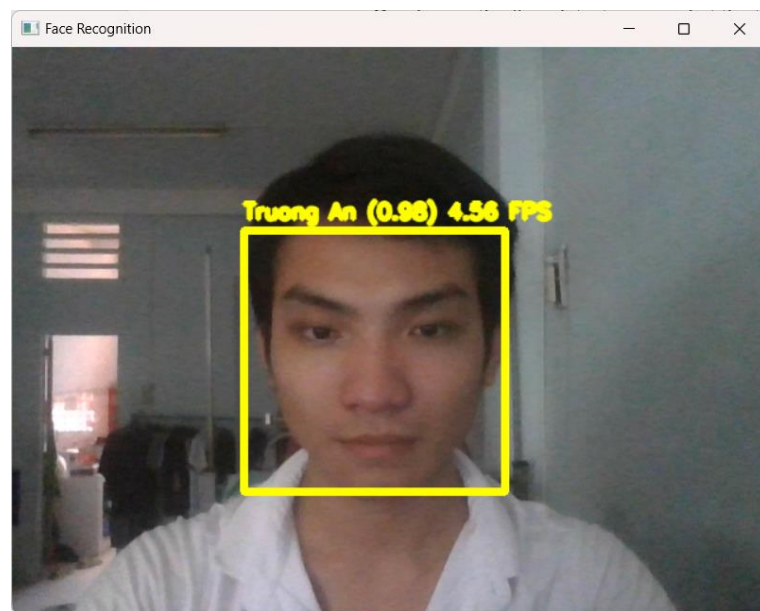 Face Recognition
Truong An (0.98) 4.56 FPS